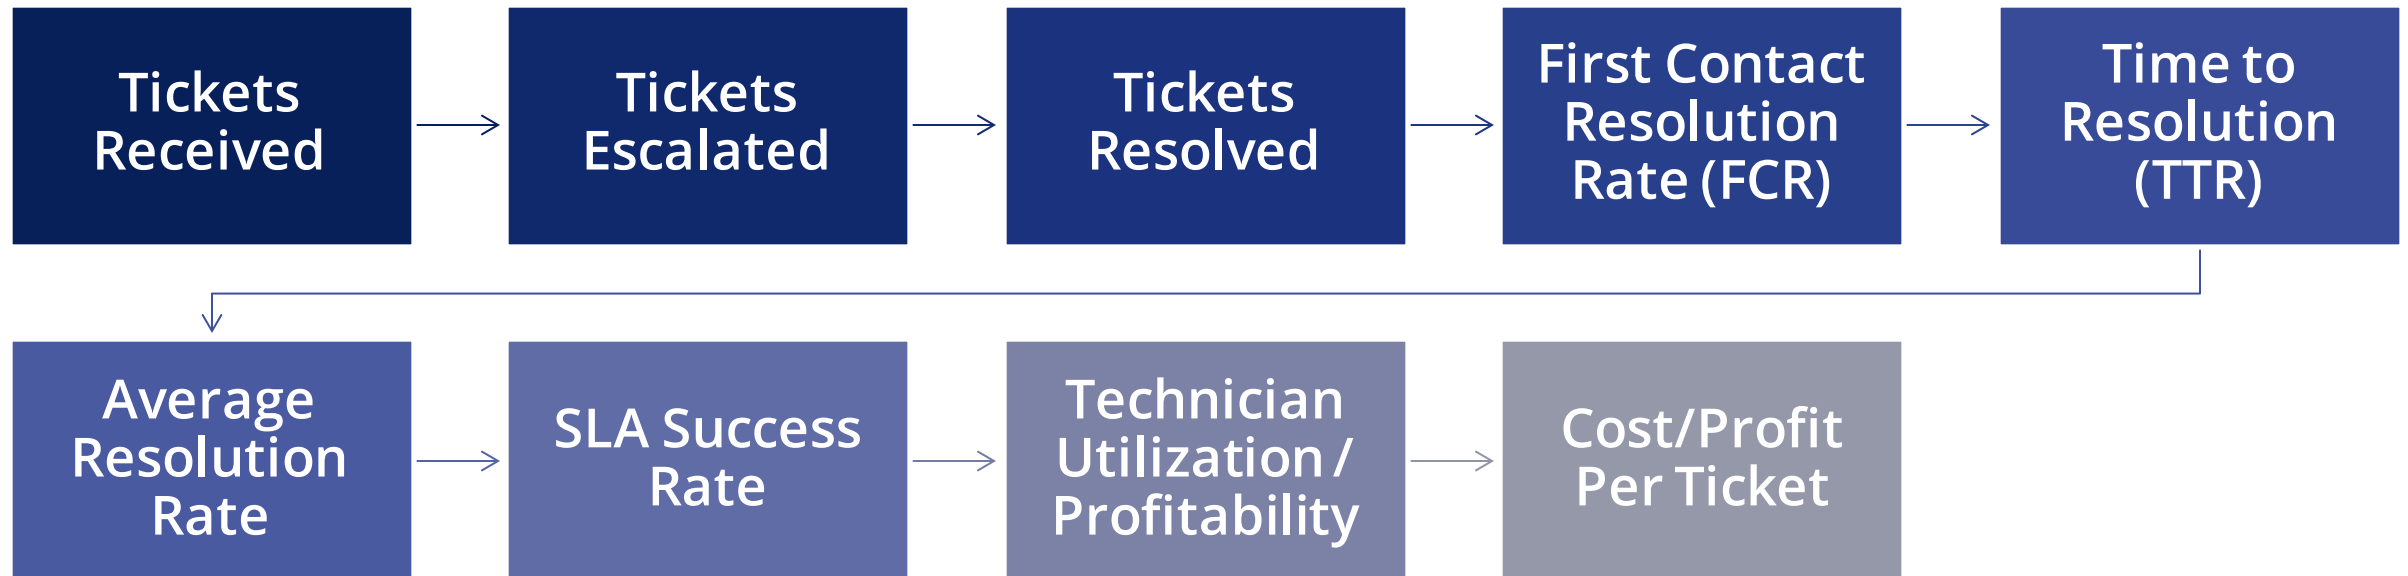 Tickets
Received
Tickets
Escalated
Tickets
Resolved
First Contact
Resolution
Rate (FCR)
Time to
Resolution
(TTR)
Average
Resolution
Rate
SLA Success
Rate
Technician
Utilization /
Profitability
Cost/Profit
Per Ticket